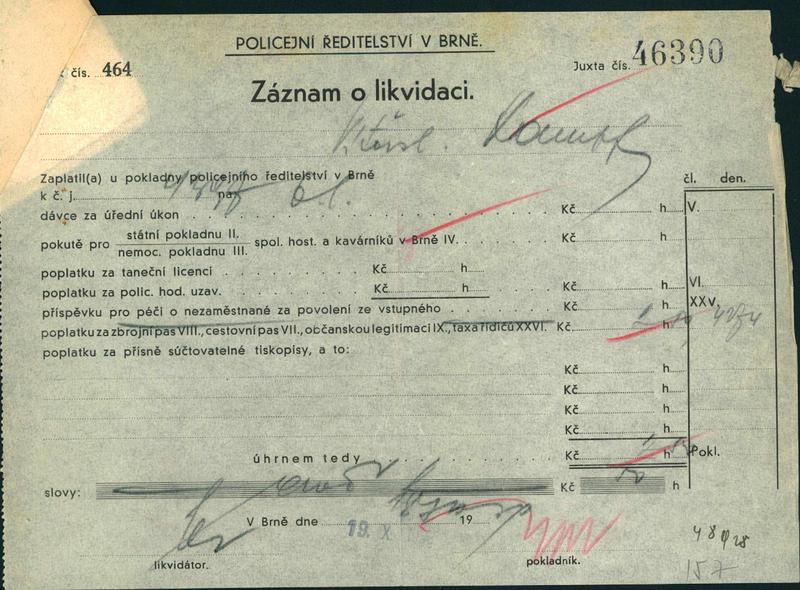 POLICEJNÍ ŘEDITELSTVÍ V BRNĚ.
čís. 464
Juxta čís. 46390
Záznam o likvidaci.
Zaplatil(a) u pokladny policejního ředitelství v Brně
čl. den.
k č. j. na
dávce za úřední úkon Kč h V.
pokutě pro státní pokladnu II. nemoc. pokladnu III. spol. host. a kavárníků v Brně IV. Kč h
poplatku za taneční licenci Kč h
poplatku za polic. hod. uzav. Kč h Kč h VI.
příspěvku pro péči o nezaměstnané za povolení ze vstupného Kč h XXV.
poplatku za zbrojní pas VIII., cestovní pas VII., občanskou legitimaci IX., taxa řidičů XXVI. Kč h
poplatku za přísně súčtovatelné tiskopisy, a to:
Kč h
Kč h
Kč h
Kč h
úhrnem tedy Kč h Pokl.
slovy: Kč h
V Brně dne 19. X. 19
likvidátor.
pokladník.
157